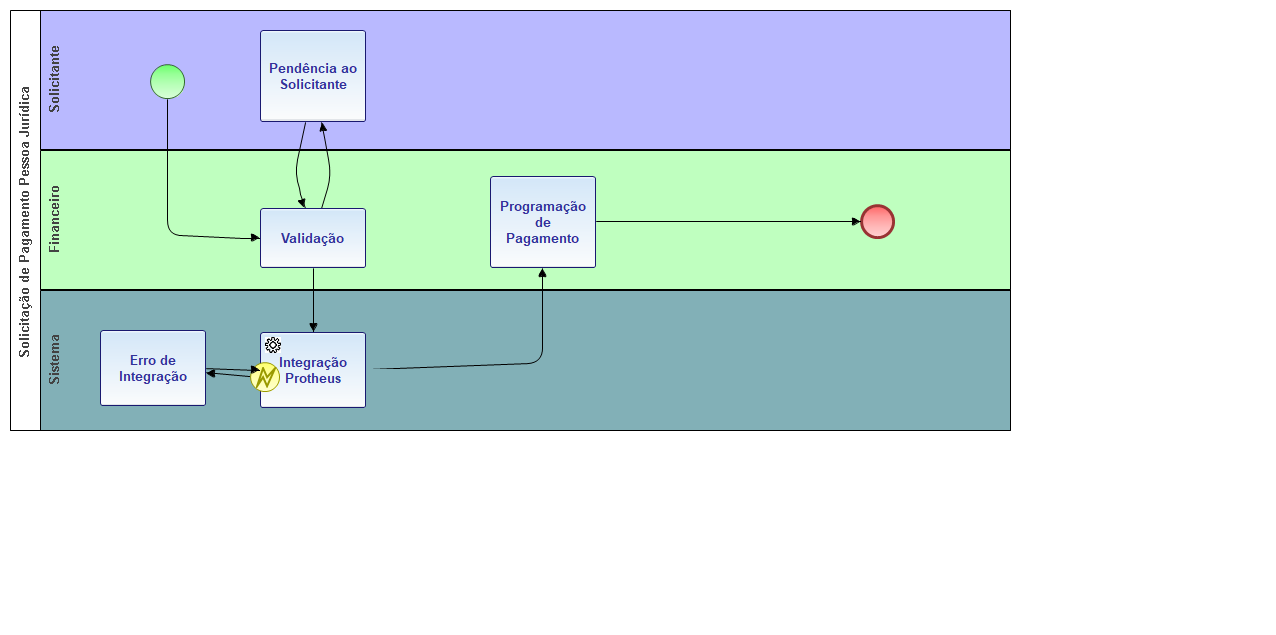 Solicitação de Pagamento Pessoa Jurídica
Solicitante
Pendência ao
Solicitante
Financeiro
Validação
Programação
de
Pagamento
Sistema
Erro de
Integração
Integração
Protheus